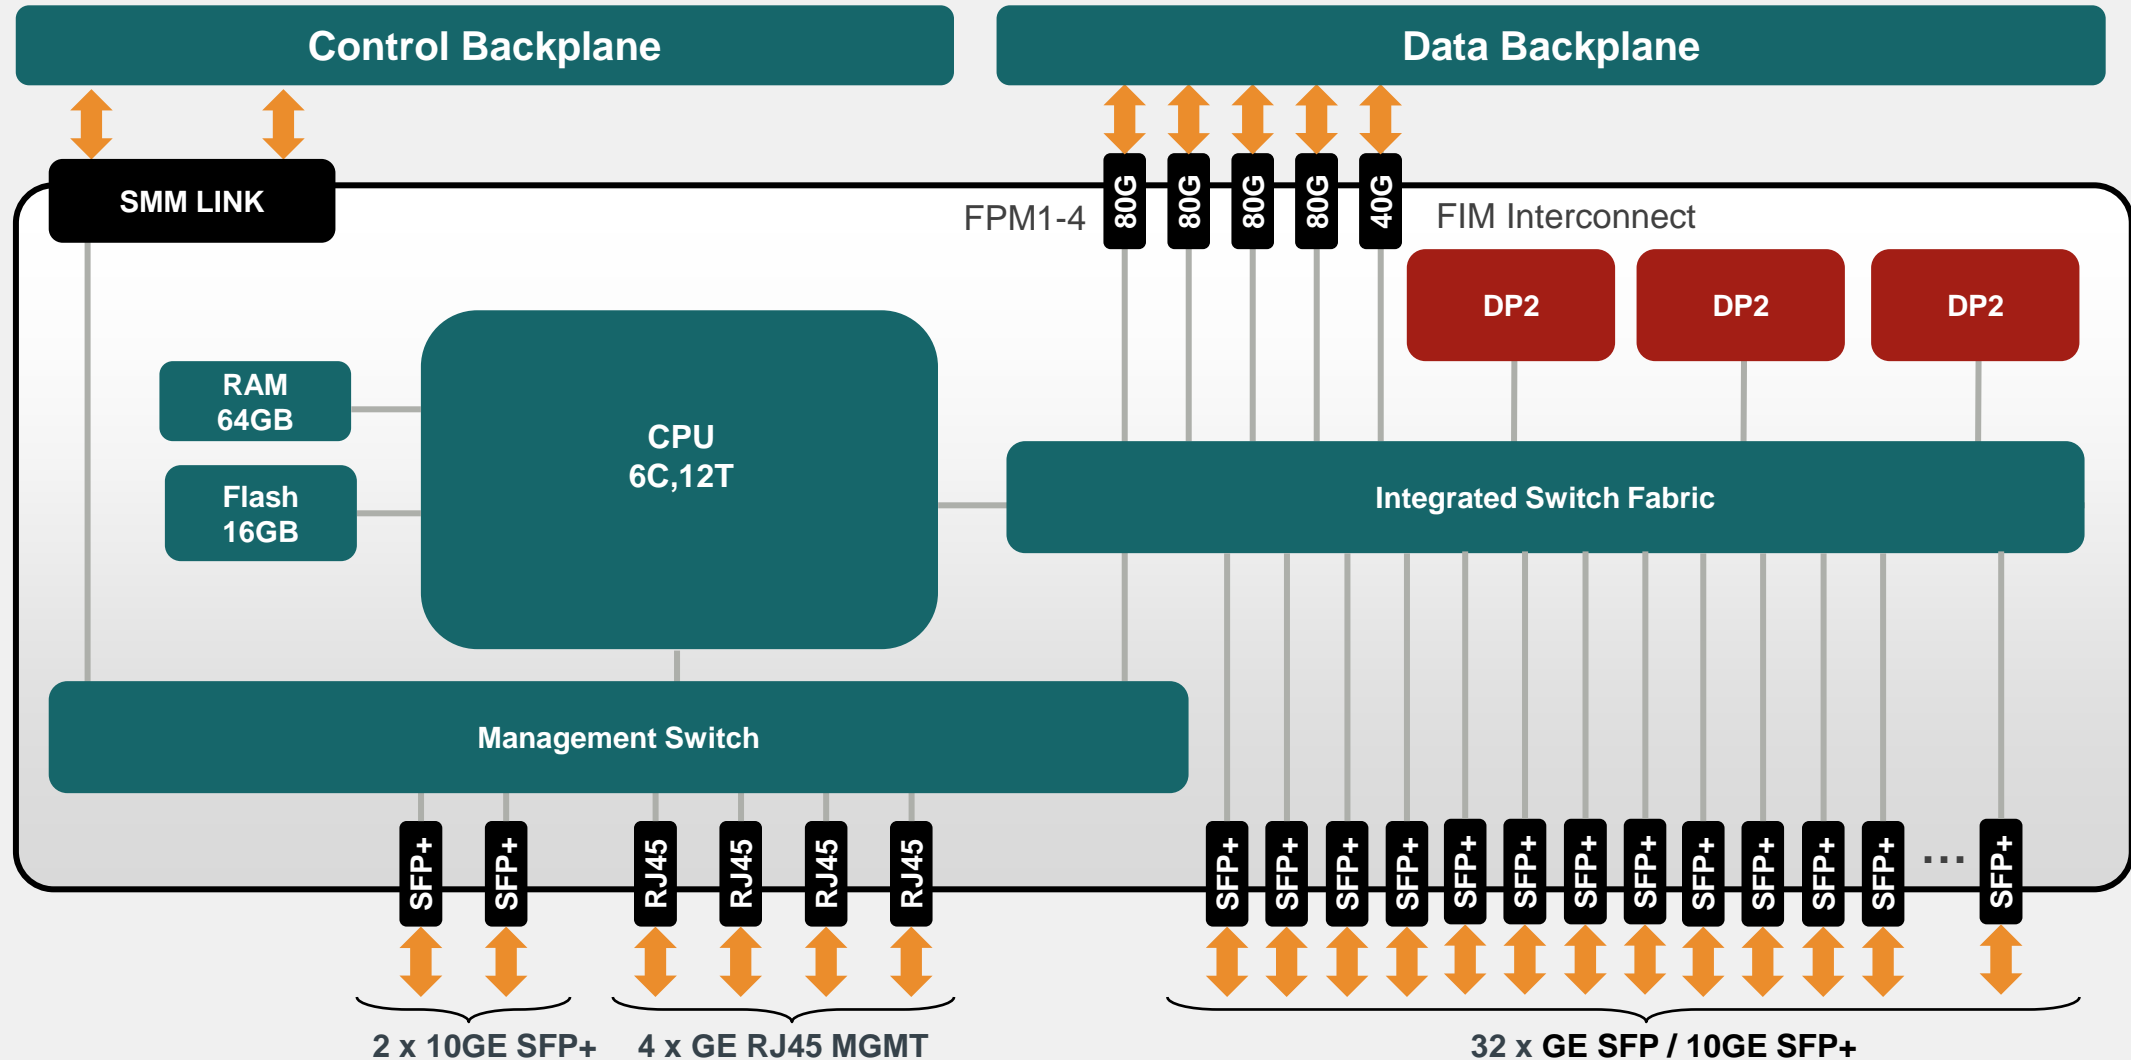 Control Backplane
Data Backplane
SMM LINK
FPM1-4
80G
80G
80G
80G
40G
FIM Interconnect
DP2
DP2
DP2
RAM
64GB
Flash
16GB
CPU
6C,12T
Integrated Switch Fabric
Management Switch
SFP+
SFP+
RJ45
RJ45
RJ45
RJ45
SFP+
SFP+
SFP+
SFP+
SFP+
SFP+
SFP+
SFP+
SFP+
SFP+
SFP+
SFP+
...
SFP+
2 x 10GE SFP+
4 x GE RJ45 MGMT
32 x GE SFP / 10GE SFP+